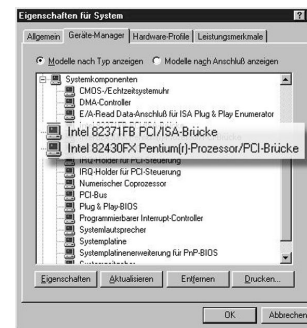 Eigenschaften für System
Allgemein Geräte-Manager Hardware-Profile Leistungsmerkmale
Modelle nach Typ anzeigen Modelle nach Anschluß anzeigen
Systemkomponenten
CMOS-/Echtzeitsystemuhr
DMA-Controller
E/A-Read Data-Anschluß für ISA Plug & Play Enumerator
Intel 82371FB PCI/ISA-Brücke
Intel 82430FX Pentium(r)-Prozessor/PCI-Brücke
IRQ-Holder für PCI-Steuerung
IRQ-Holder für PCI-Steuerung
Numerischer Coprozessor
PCI-Bus
Plug & Play-BIOS
Programmierbarer Interrupt-Controller
Systemlautsprecher
Systemplatine
Systemplatinenerweiterung für PnP-BIOS
Eigenschaften Aktualisieren Entfernen Drucken...
OK Abbrechen